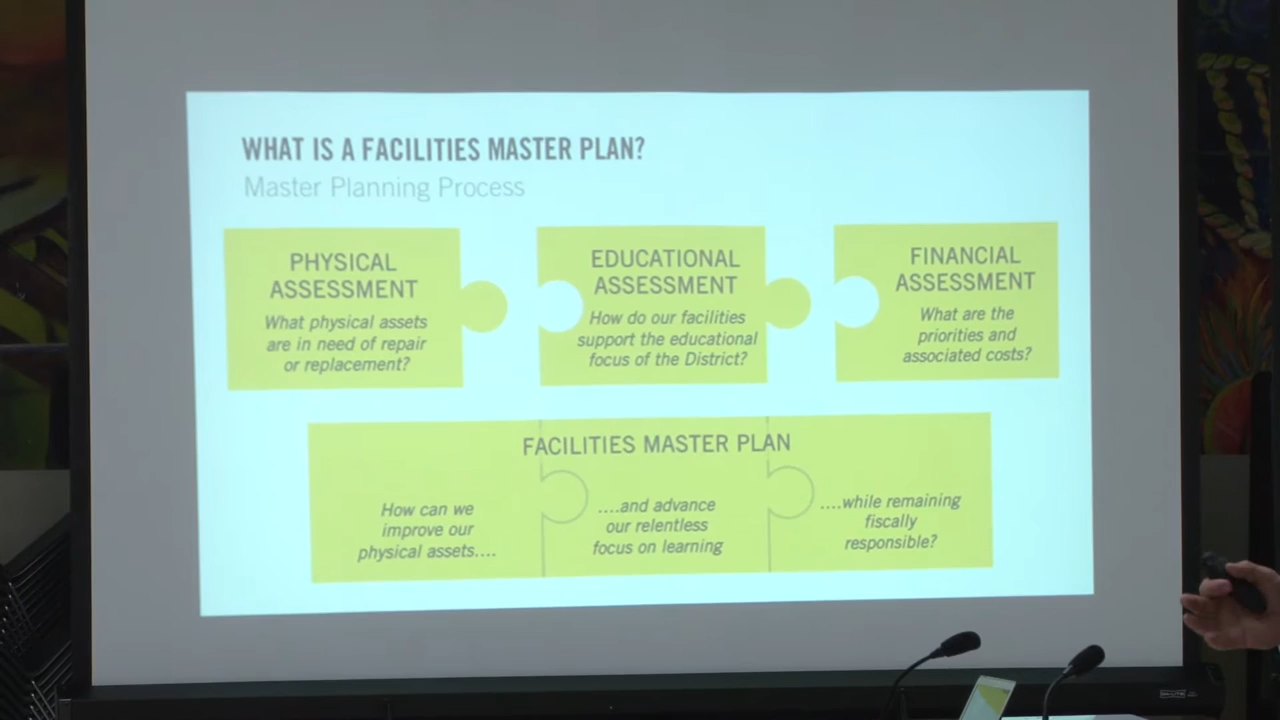 WHAT IS A FACILITIES MASTER PLAN?
Master Planning Process
PHYSICAL
ASSESSMENT
What physical assets
are in need of repair
or replacement?
EDUCATIONAL
ASSESSMENT
How do our facilities
support the educational
focus of the District?
FINANCIAL
ASSESSMENT
What are the
priorities and
associated costs?
FACILITIES MASTER PLAN
How can we
improve our
physical assets....
....and advance
our relentless
focus on learning
....while remaining
fiscally
responsible?